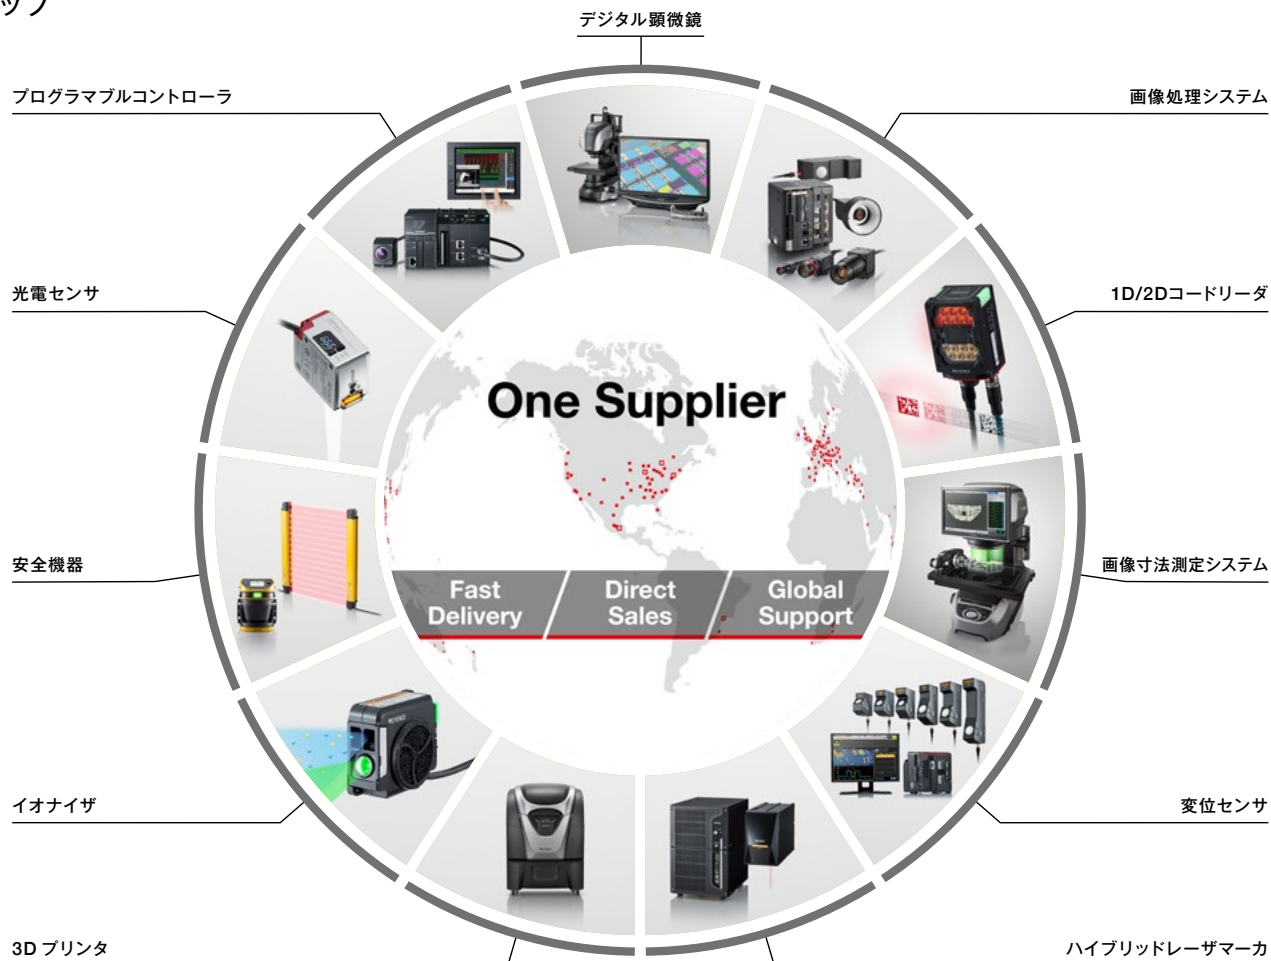 ップ
デジタル顕微鏡
プログラマブルコントローラ
画像処理システム
光電センサ
1D/2Dコードリーダ
One Supplier
安全機器
画像寸法測定システム
Fast
Delivery
Direct
Sales
Global
Support
イオナイザ
変位センサ
3D プリンタ
ハイブリッドレーザマーカ